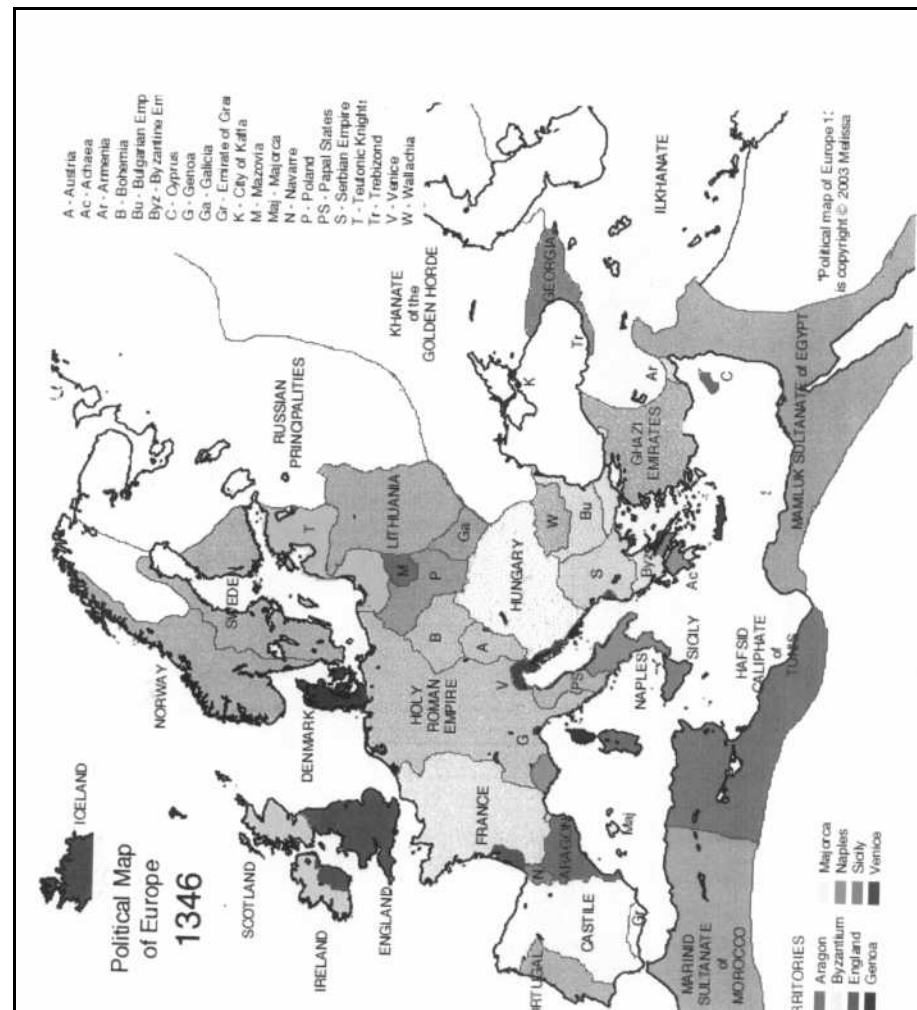 Political Map
of Europe
1346
ICELAND
NORWAY
SWEDEN
SCOTLAND
DENMARK
IRELAND
ENGLAND
RUSSIAN
PRINCIPALITIES
T
LITHUANIA
M
P
Ga
HOLY
ROMAN
EMPIRE
B
A
HUNGARY
FRANCE
V
G
PS
S
W
Bu
Byz
Ac
KHANATE
of the
GOLDEN HORDE
K
GEORGIA
Tr
ILKHANATE
GHAZI
EMIRATES
Ar
C
NAPLES
SICILY
N
ARAGON
Maj
CASTILE
Gr
PORTUGAL
MARINID
SULTANATE
of
MOROCCO
HAFSID
CALIPHATE
of
TUNIS
MAMLUK SULTANATE of EGYPT
A - Austria
Ac - Achaea
Ar - Armenia
B - Bohemia
Bu - Bulgarian Emp
Byz - Byzantine Em
C - Cyprus
G - Genoa
Ga - Galicia
Gr - Emirate of Gra
K - City of Kaffa
M - Mazovia
Maj - Majorca
N - Navarre
P - Poland
PS - Papal States
S - Serbian Empire
T - Teutonic Knights
Tr - Trebizond
V - Venice
W - Wallachia
"Political map of Europe
is copyright © 2003 Melissa
RRITORIES
Aragon
Byzantium
England
Genoa
Majorca
Naples
Sicily
Venice